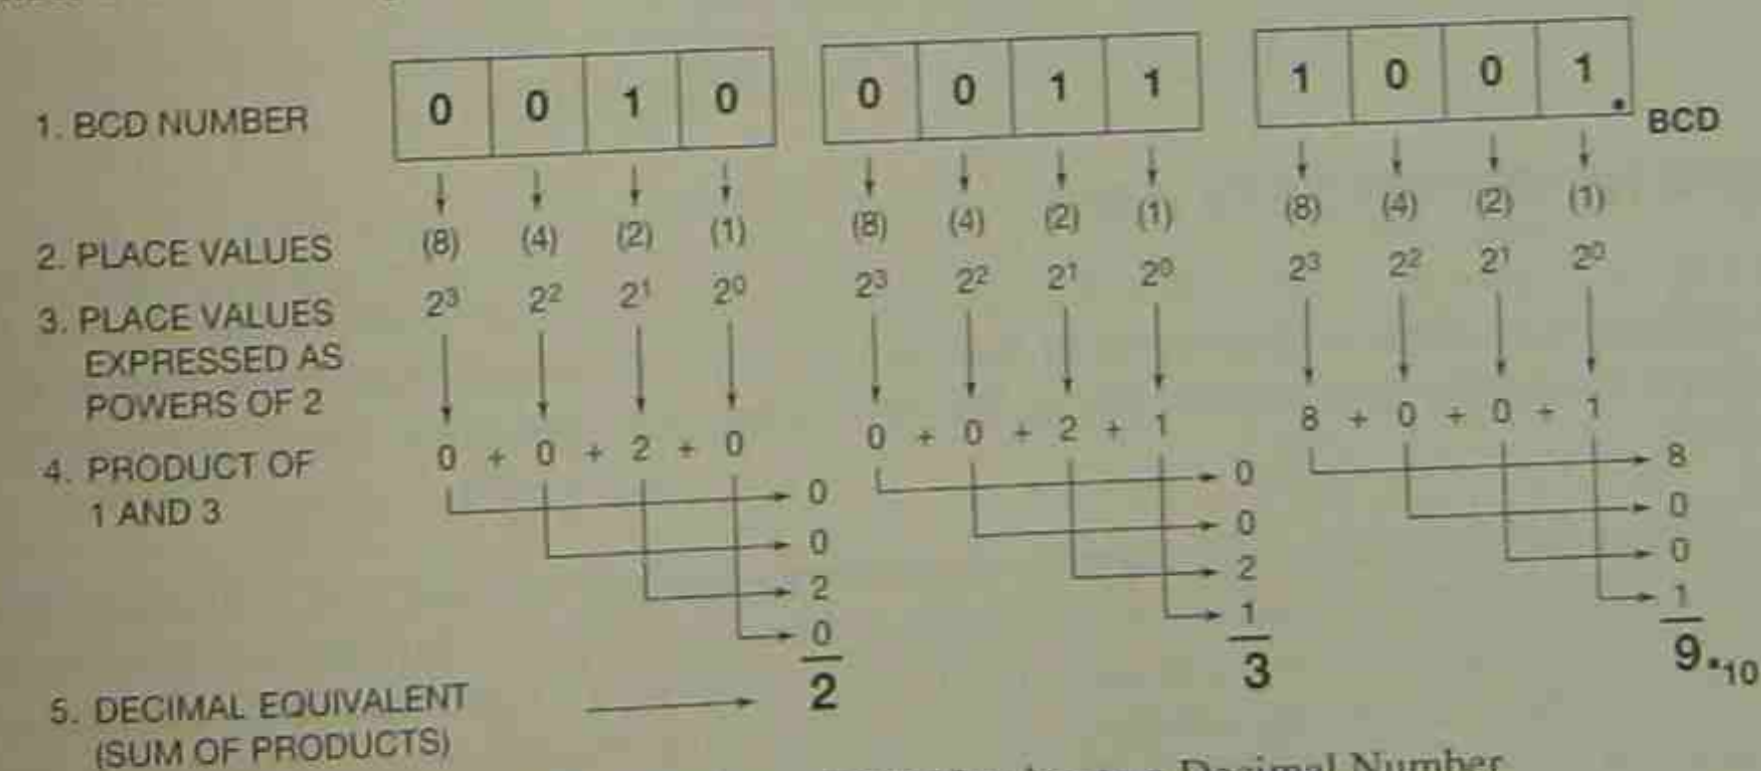 1. BCD NUMBER
0 0 1 0 0 0 1 1 1 0 0 1. BCD
2. PLACE VALUES
(8) (4) (2) (1) (8) (4) (2) (1) (8) (4) (2) (1)
3. PLACE VALUES
EXPRESSED AS
POWERS OF 2
2³ 2² 2¹ 2⁰ 2³ 2² 2¹ 2⁰ 2³ 2² 2¹ 2⁰
4. PRODUCT OF
1 AND 3
0 + 0 + 2 + 0 0 + 0 + 2 + 1 8 + 0 + 0 + 1
0 0 8
0 0 0
2 2 0
0 1 1
5. DECIMAL EQUIVALENT
(SUM OF PRODUCTS)
2 3 9.₁₀
Decimal Number